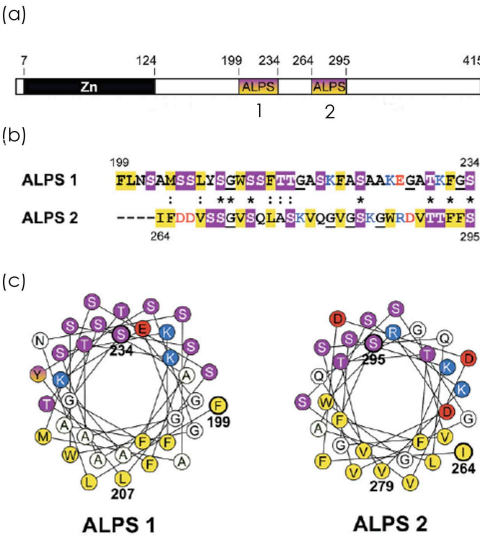 (a)
7 124 199 234 264 295 415
Zn ALPS ALPS
1 2
(b)
199 234
ALPS 1 FLNSAMSSLYSGWSSFTTGASKFASAAKEGATKFGS
: ** * ::: * * * *
ALPS 2 ----IFDDVSSGVSQLASKVQGVGSKGWRDVTTFFS
264 295
(c)
S T S S
S S S E K
N S T 234 K S
S
Y K A S
T G G F
199
M A G G
W A A A F F A
L L F
207
D S S
S S S R G Q
S T 295 T D
Q K K
S W D
A F G
F V V G F V I
V V V L 264
279
ALPS 1 ALPS 2